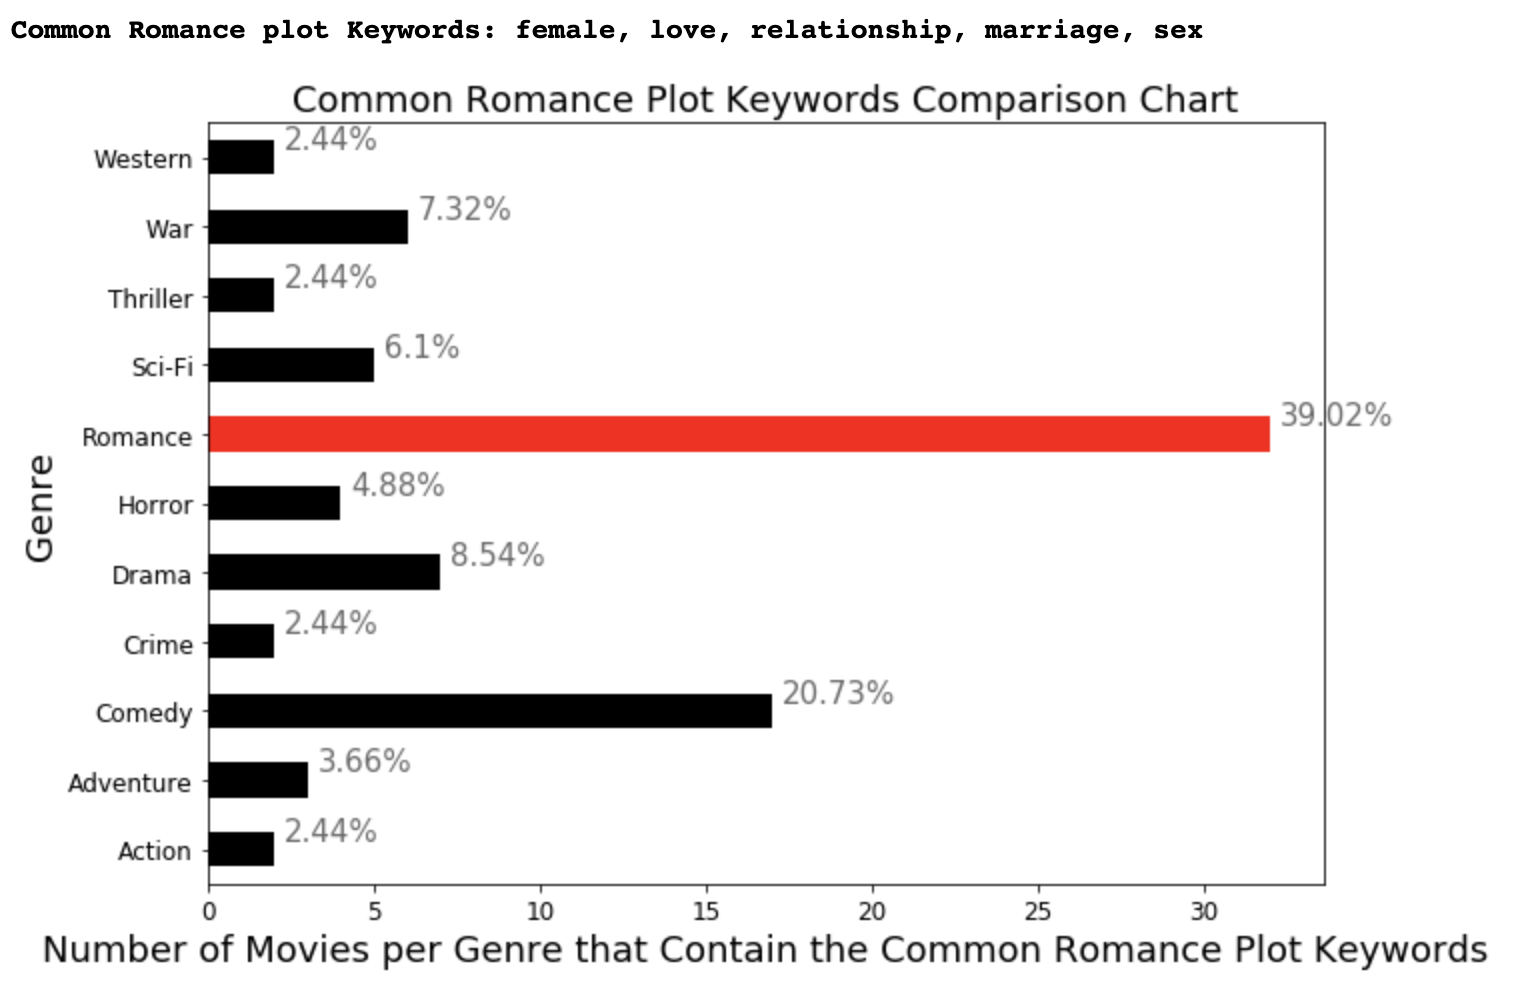 Common Romance plot Keywords: female, love, relationship, marriage, sex
Common Romance Plot Keywords Comparison Chart
Western 2.44%
War 7.32%
Thriller 2.44%
Sci-Fi 6.1%
Romance 39.02%
Horror 4.88%
Drama 8.54%
Crime 2.44%
Comedy 20.73%
Adventure 3.66%
Action 2.44%
Genre
0 5 10 15 20 25 30
Number of Movies per Genre that Contain the Common Romance Plot Keywords